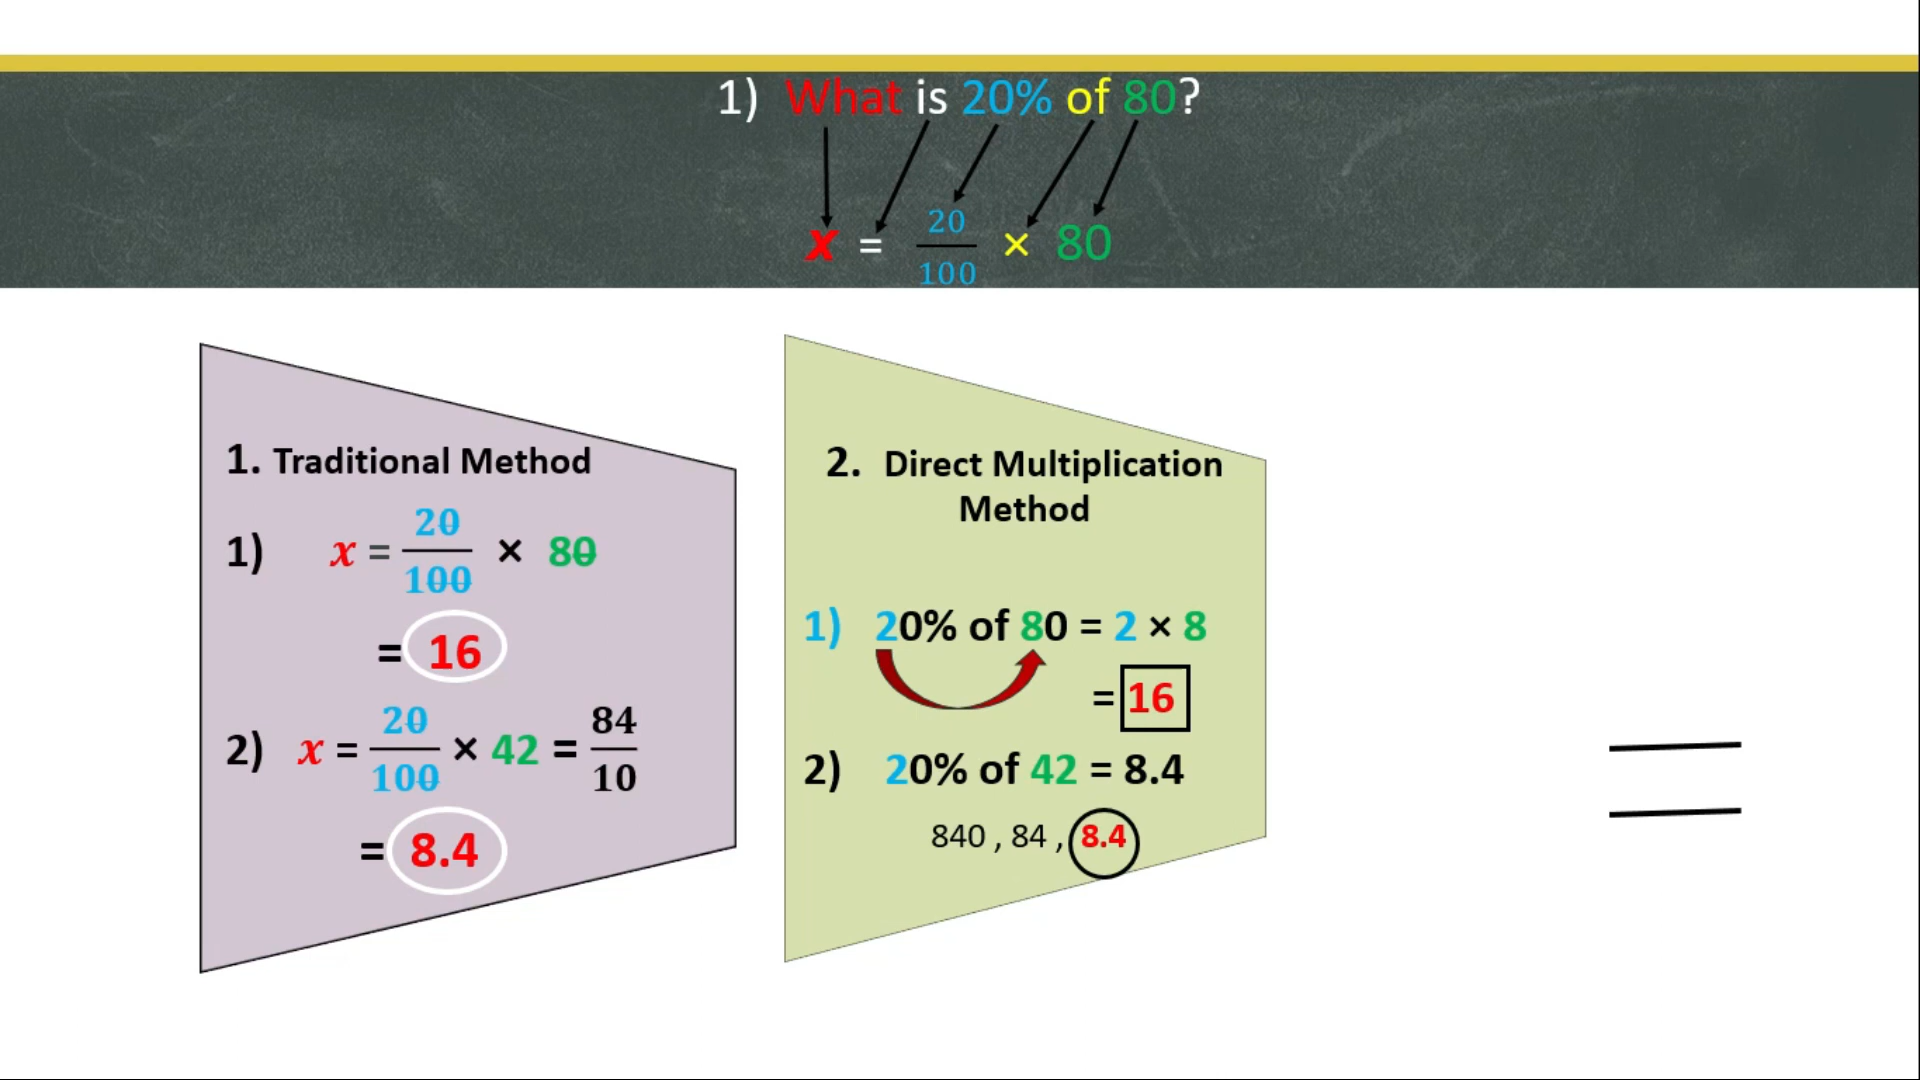 1) What is 20% of 80?
x = 20/100 × 80
1. Traditional Method
1) x = 20/100 × 80
= 16
2) x = 20/100 × 42 = 84/10
= 8.4
2. Direct Multiplication
Method
1) 20% of 80 = 2 × 8
= 16
2) 20% of 42 = 8.4
840 , 84 , 8.4